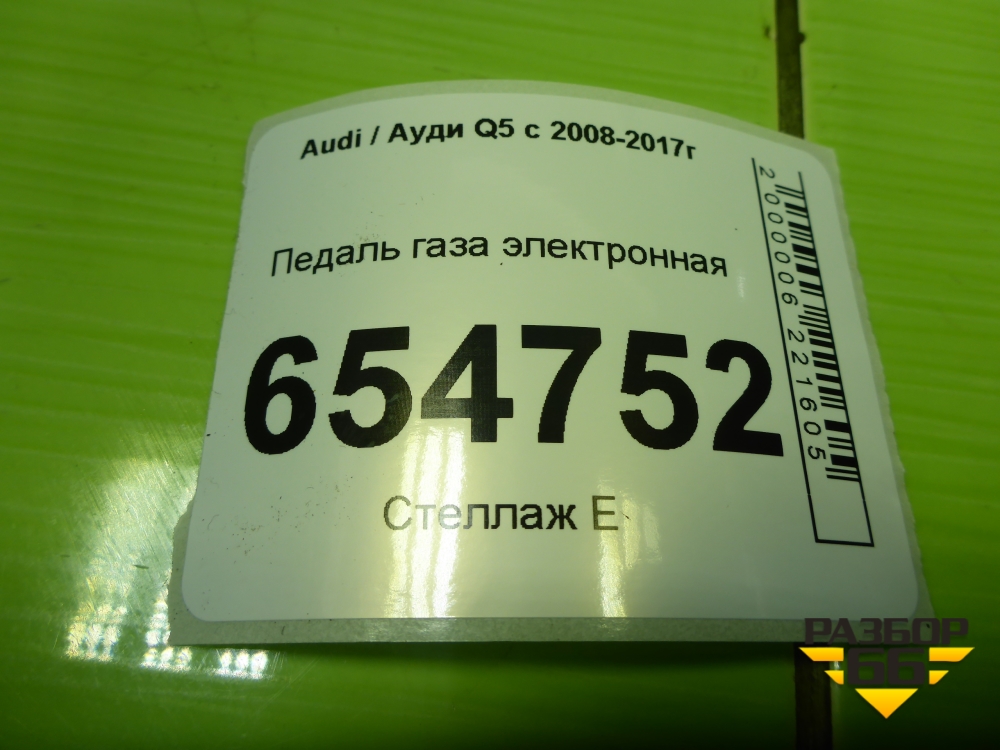 Audi / Ауди Q5 с 2008-2017г
Педаль газа электронная
654752
Стеллаж Е
2000006221605
РАЗБОР
66